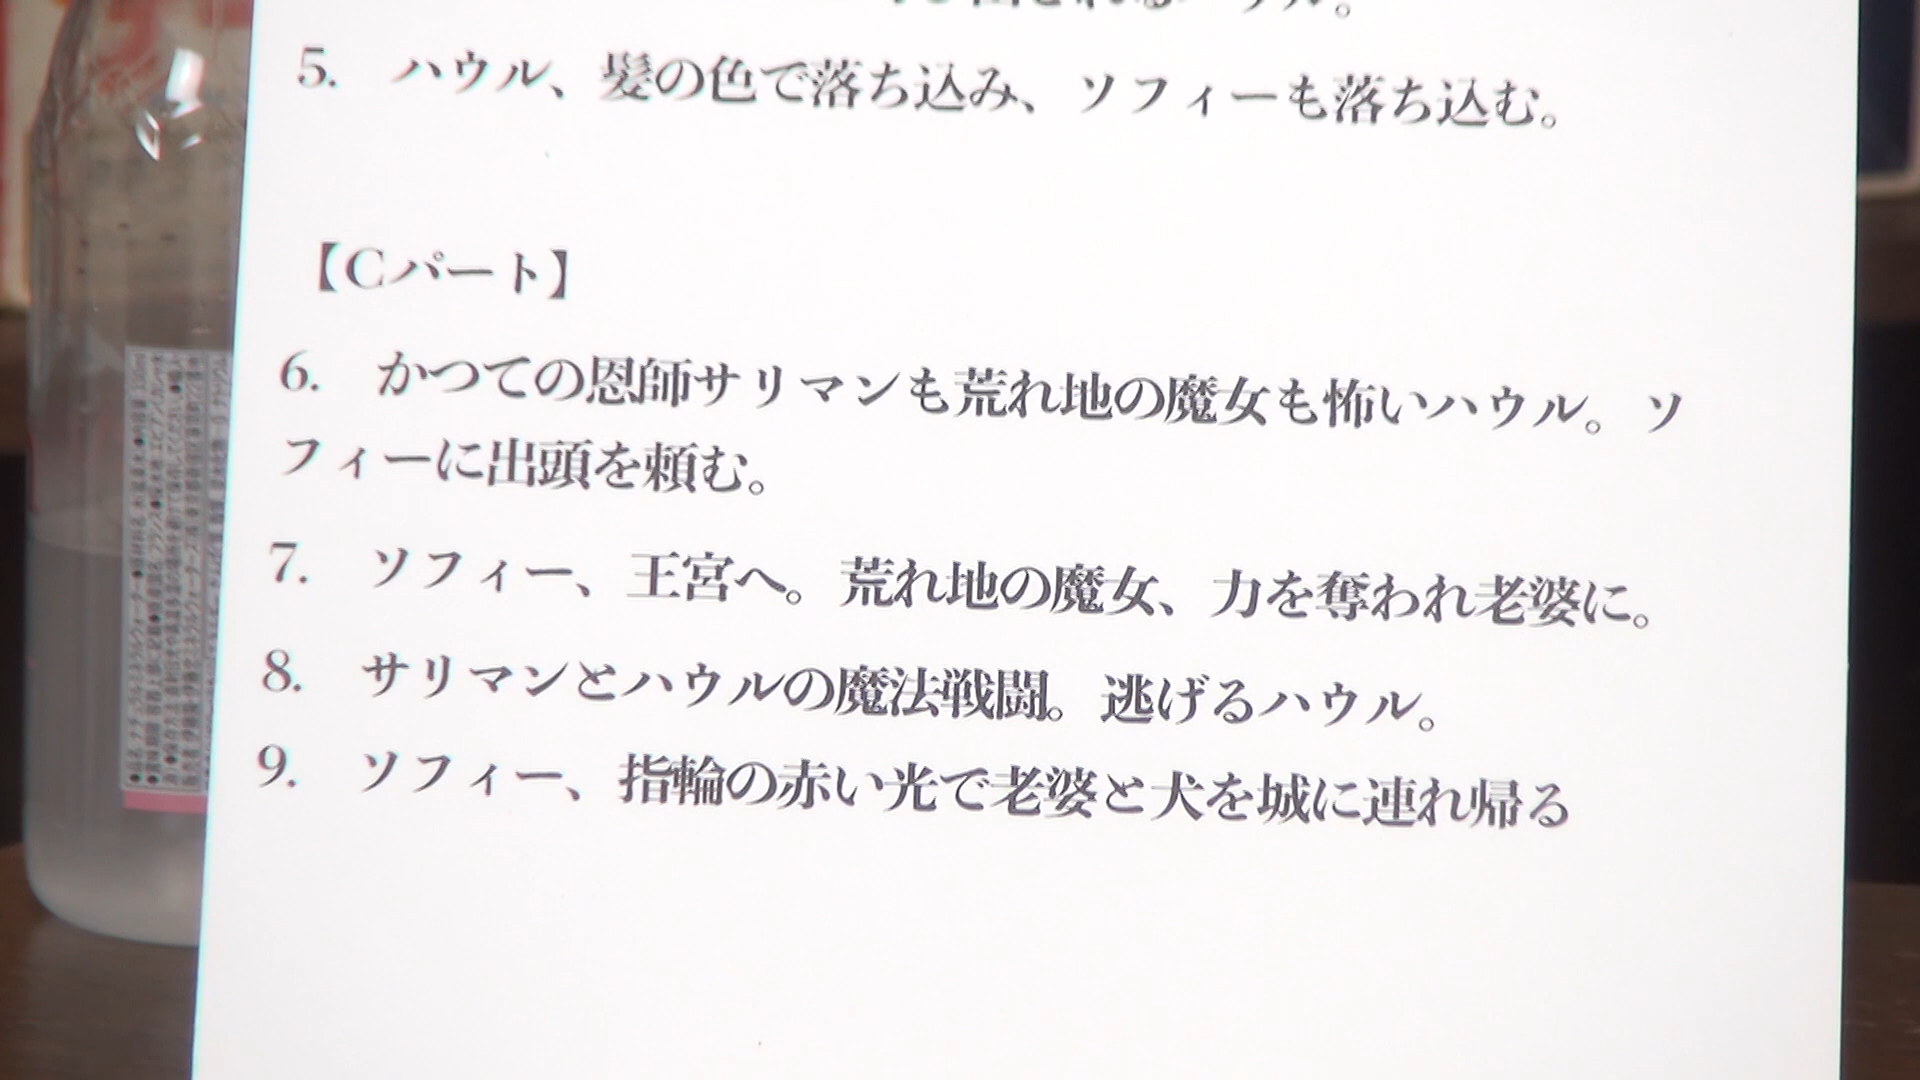 5. ハウル、髪の色で落ち込み、ソフィーも落ち込む。
【Cパート】
6. かつての恩師サリマンも荒れ地の魔女も怖いハウル。ソ
フィーに出頭を頼む。
7. ソフィー、王宮へ。荒れ地の魔女、力を奪われ老婆に。
8. サリマンとハウルの魔法戦闘。逃げるハウル。
9. ソフィー、指輪の赤い光で老婆と犬を城に連れ帰る